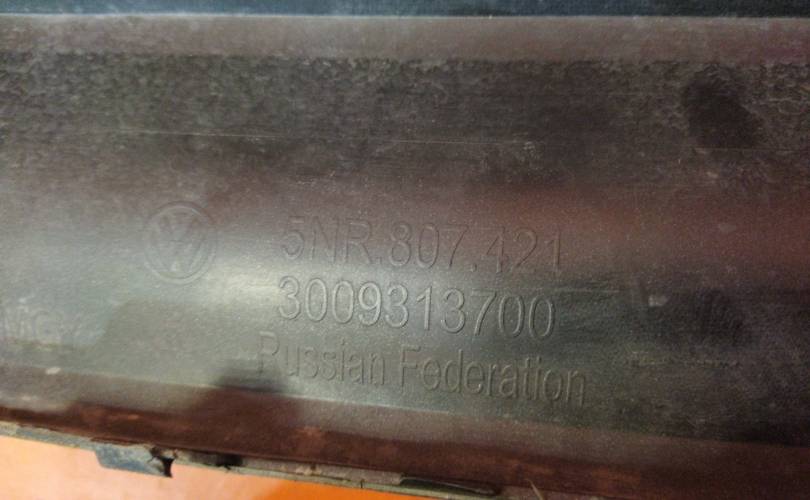 5NR.807.421
3009313700
Russian Federation